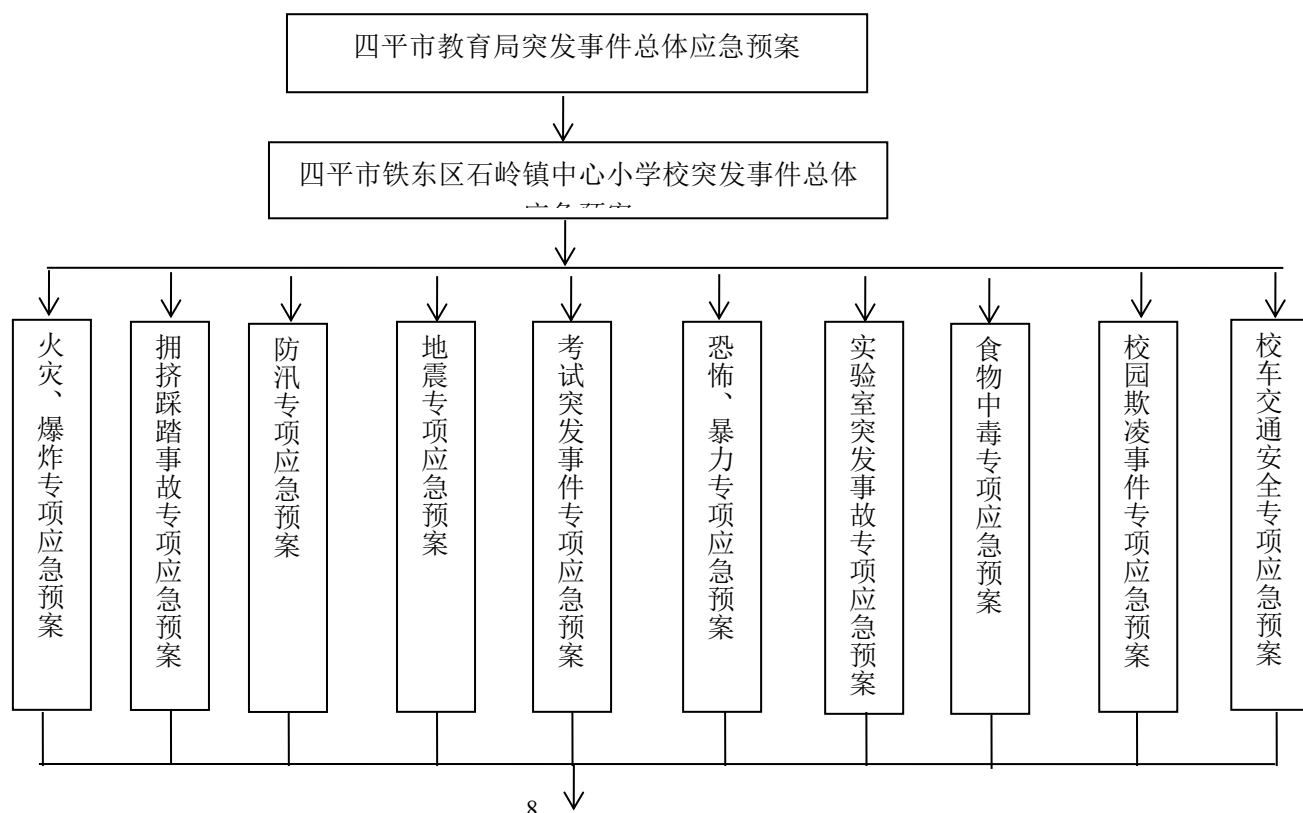 四平市教育局突发事件总体应急预案
四平市铁东区石岭镇中心小学校突发事件总体
应急预案
火灾、爆炸专项应急预案
拥挤踩踏事故专项应急预案
防汛专项应急预案
地震专项应急预案
考试突发事件专项应急预案
恐怖、暴力专项应急预案
实验室突发事故专项应急预案
食物中毒专项应急预案
校园欺凌事件专项应急预案
校车交通安全专项应急预案
8